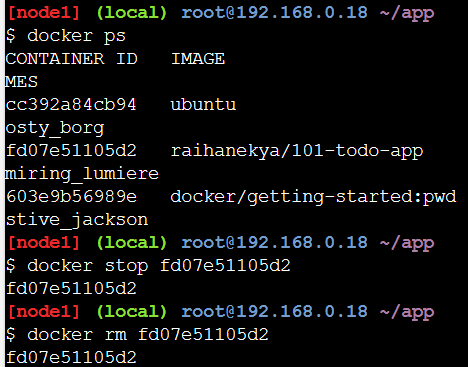 [node1] (local) root@192.168.0.18 ~/app
$ docker ps
CONTAINER ID   IMAGE
MES
cc392a84cb94   ubuntu
osty_borg
fd07e51105d2   raihanekya/101-todo-app
miring_lumiere
603e9b56989e   docker/getting-started:pwd
stive_jackson
[node1] (local) root@192.168.0.18 ~/app
$ docker stop fd07e51105d2
fd07e51105d2
[node1] (local) root@192.168.0.18 ~/app
$ docker rm fd07e51105d2
fd07e51105d2